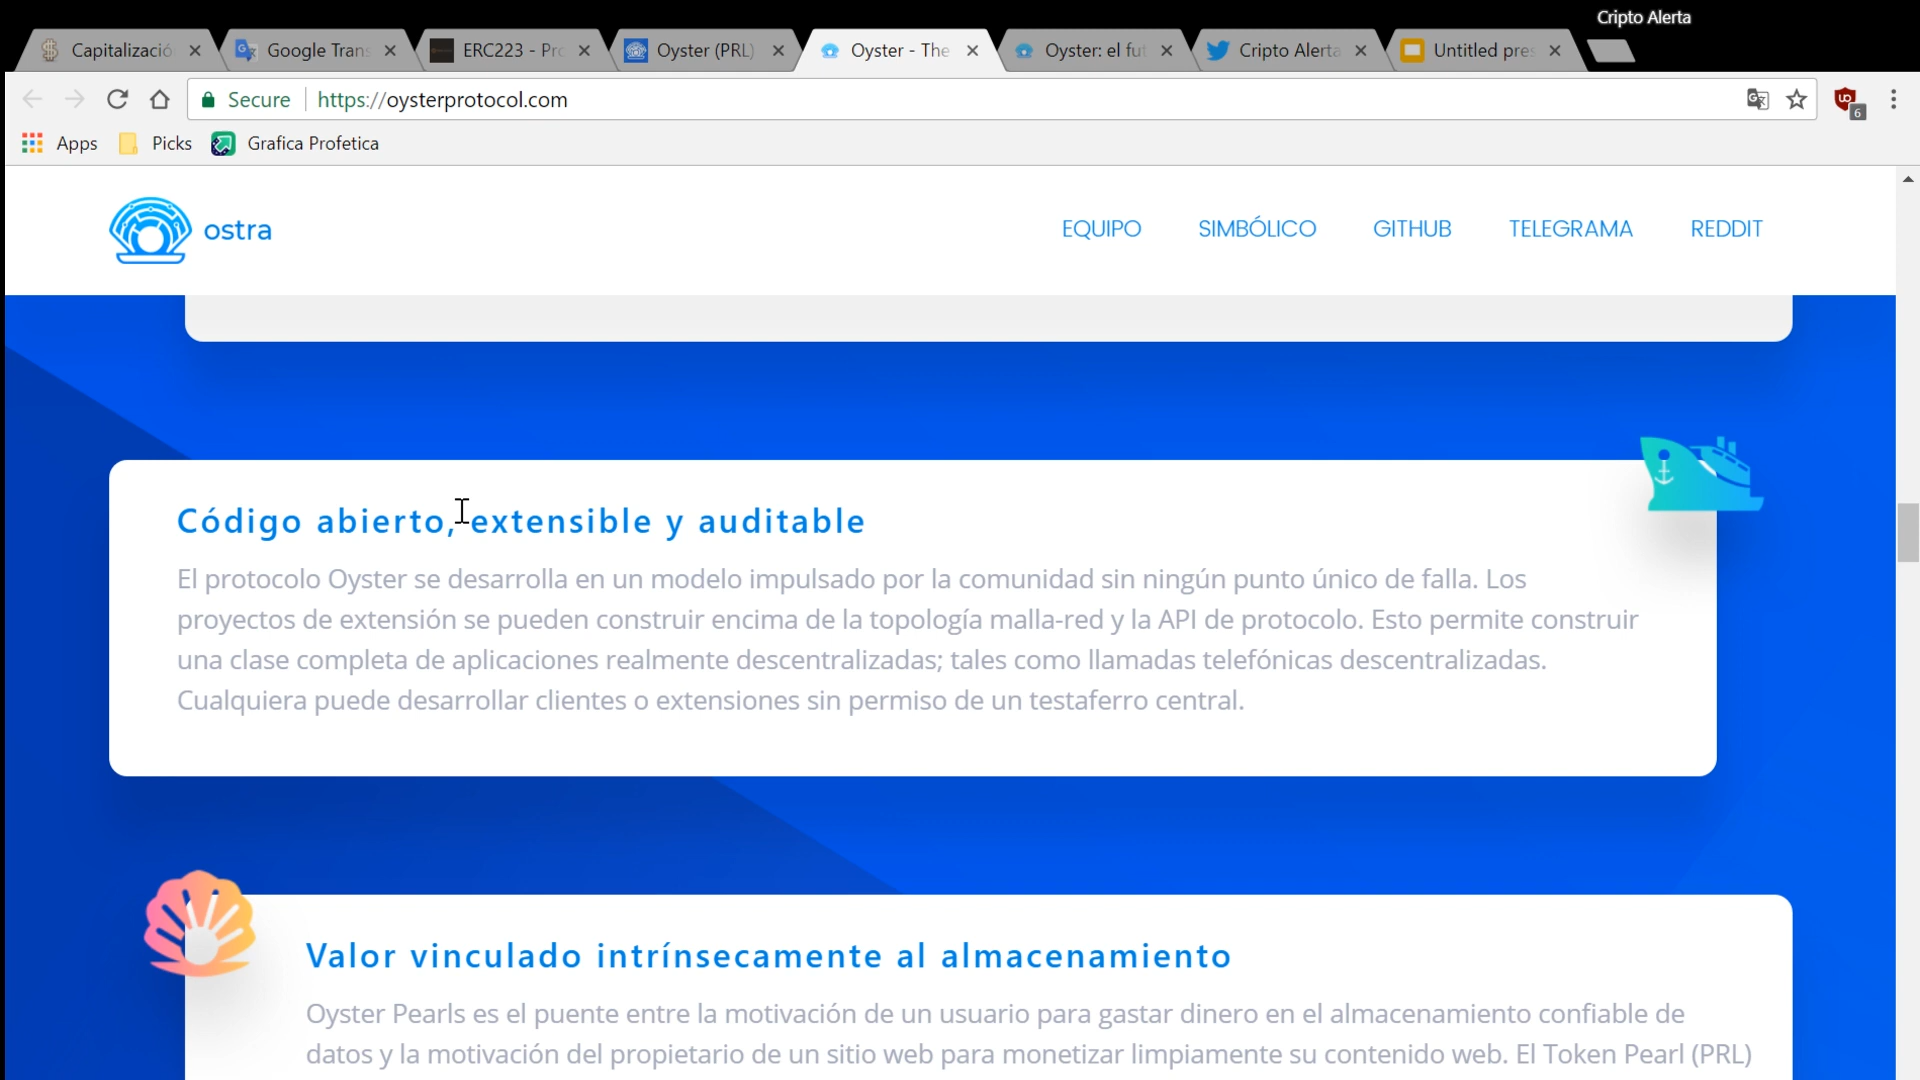 Cripto Alerta
Capitalizació
Google Trans
ERC223 - Pro
Oyster (PRL)
Oyster - The
Oyster: el fut
Cripto Alerta
Untitled pres
Secure
https://oysterprotocol.com
6
Apps
Picks
Grafica Profetica
ostra
EQUIPO
SIMBÓLICO
GITHUB
TELEGRAMA
REDDIT
Código abierto, extensible y auditable
El protocolo Oyster se desarrolla en un modelo impulsado por la comunidad sin ningún punto único de falla. Los
proyectos de extensión se pueden construir encima de la topología malla-red y la API de protocolo. Esto permite construir
una clase completa de aplicaciones realmente descentralizadas; tales como llamadas telefónicas descentralizadas.
Cualquiera puede desarrollar clientes o extensiones sin permiso de un testaferro central.
Valor vinculado intrínsecamente al almacenamiento
Oyster Pearls es el puente entre la motivación de un usuario para gastar dinero en el almacenamiento confiable de
datos y la motivación del propietario de un sitio web para monetizar limpiamente su contenido web. El Token Pearl (PRL)